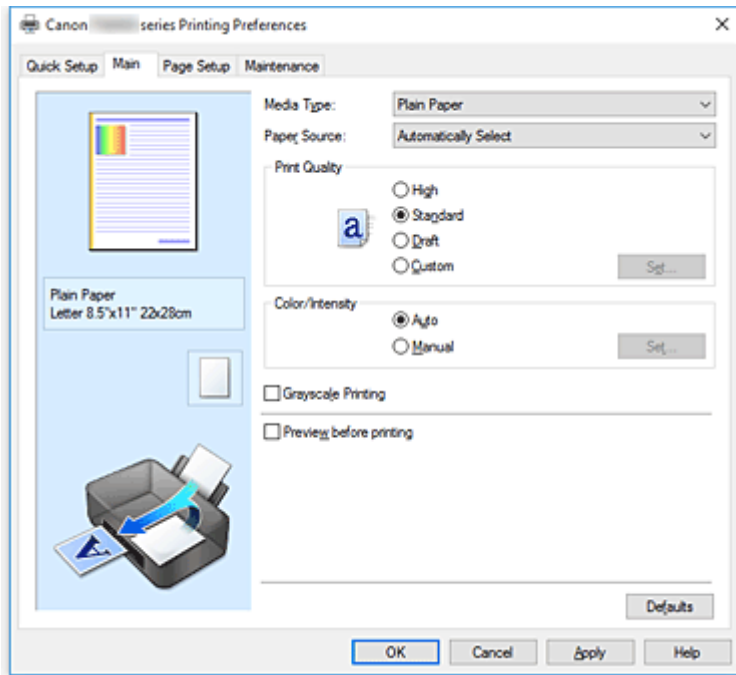 Canon series Printing Preferences
Quick Setup Main Page Setup Maintenance
Media Type: Plain Paper
Paper Source: Automatically Select
Print Quality
High
a Standard
Draft
Custom Set...
Plain Paper
Letter 8.5"x11" 22x28cm
Color/Intensity
Auto
Manual Set...
Grayscale Printing
Preview before printing
A
Defaults
OK Cancel Apply Help